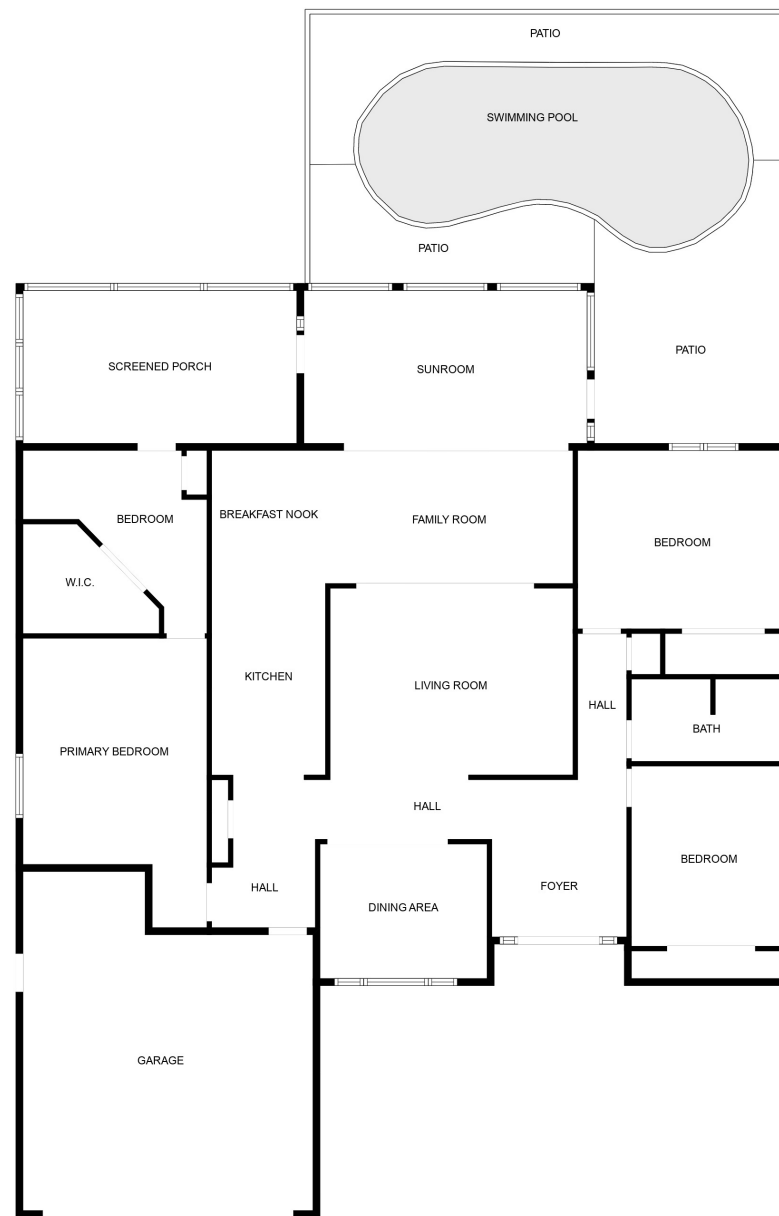 PATIO
SWIMMING POOL
PATIO
PATIO
SCREENED PORCH
SUNROOM
BEDROOM
BREAKFAST NOOK
FAMILY ROOM
BEDROOM
W.I.C.
KITCHEN
LIVING ROOM
HALL
BATH
PRIMARY BEDROOM
HALL
BEDROOM
HALL
DINING AREA
FOYER
GARAGE